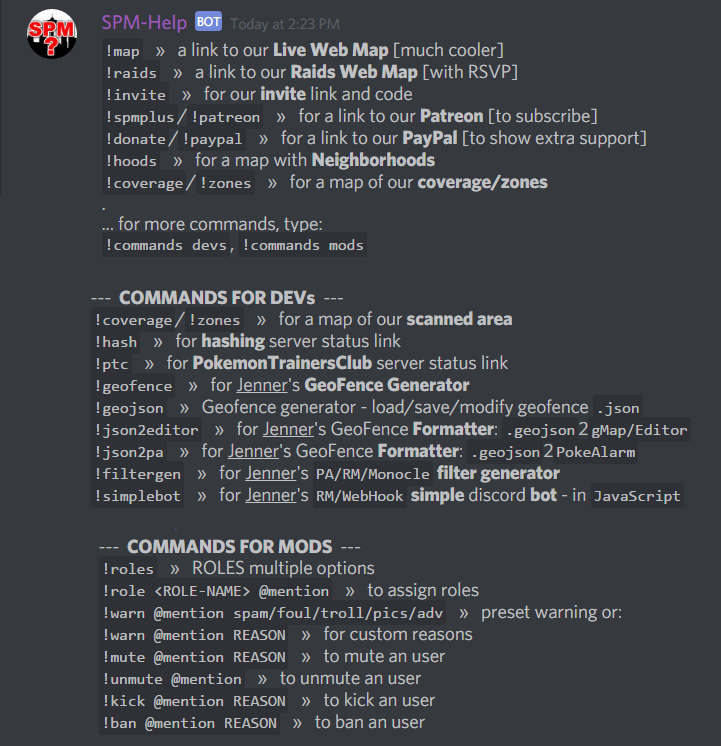 SPM
?
SPM-Help BOT Today at 2:23 PM
!map » a link to our Live Web Map [much cooler]
!raids » a link to our Raids Web Map [with RSVP]
!invite » for our invite link and code
!spmplus/!patreon » for a link to our Patreon [to subscribe]
!donate/!paypal » for a link to our PayPal [to show extra support]
!hoods » for a map with Neighborhoods
!coverage/!zones » for a map of our coverage/zones
.
... for more commands, type:
!commands devs, !commands mods
--- COMMANDS FOR DEVs ---
!coverage/!zones » for a map of our scanned area
!hash » for hashing server status link
!ptc » for PokemonTrainersClub server status link
!geofence » for Jenner's GeoFence Generator
!geojson » Geofence generator - load/save/modify geofence .json
!json2editor » for Jenner's GeoFence Formatter: .geojson 2 gMap/Editor
!json2pa » for Jenner's GeoFence Formatter: .geojson 2 PokeAlarm
!filtergen » for Jenner's PA/RM/Monocle filter generator
!simplebot » for Jenner's RM/WebHook simple discord bot - in JavaScript
--- COMMANDS FOR MODS ---
!roles » ROLES multiple options
!role <ROLE-NAME> @mention » to assign roles
!warn @mention spam/foul/troll/pics/adv » preset warning or:
!warn @mention REASON » for custom reasons
!mute @mention REASON » to mute an user
!unmute @mention » to unmute an user
!kick @mention REASON » to kick an user
!ban @mention REASON » to ban an user